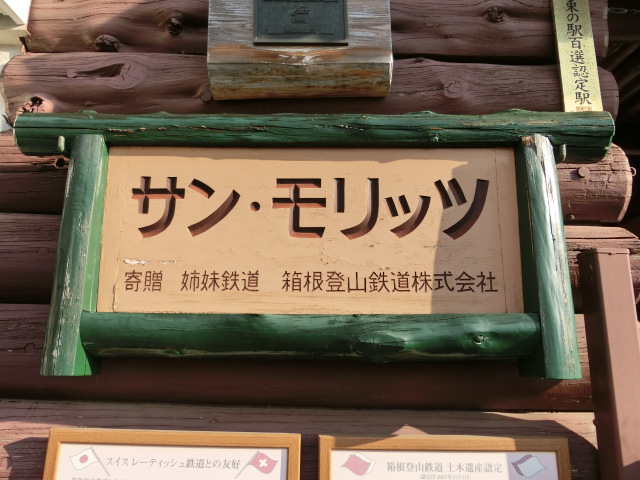 東の駅百選認定駅
サン・モリッツ
寄贈 姉妹鉄道 箱根登山鉄道株式会社
スイス レーティッシュ鉄道との友好
箱根登山鉄道 土木遺産認定